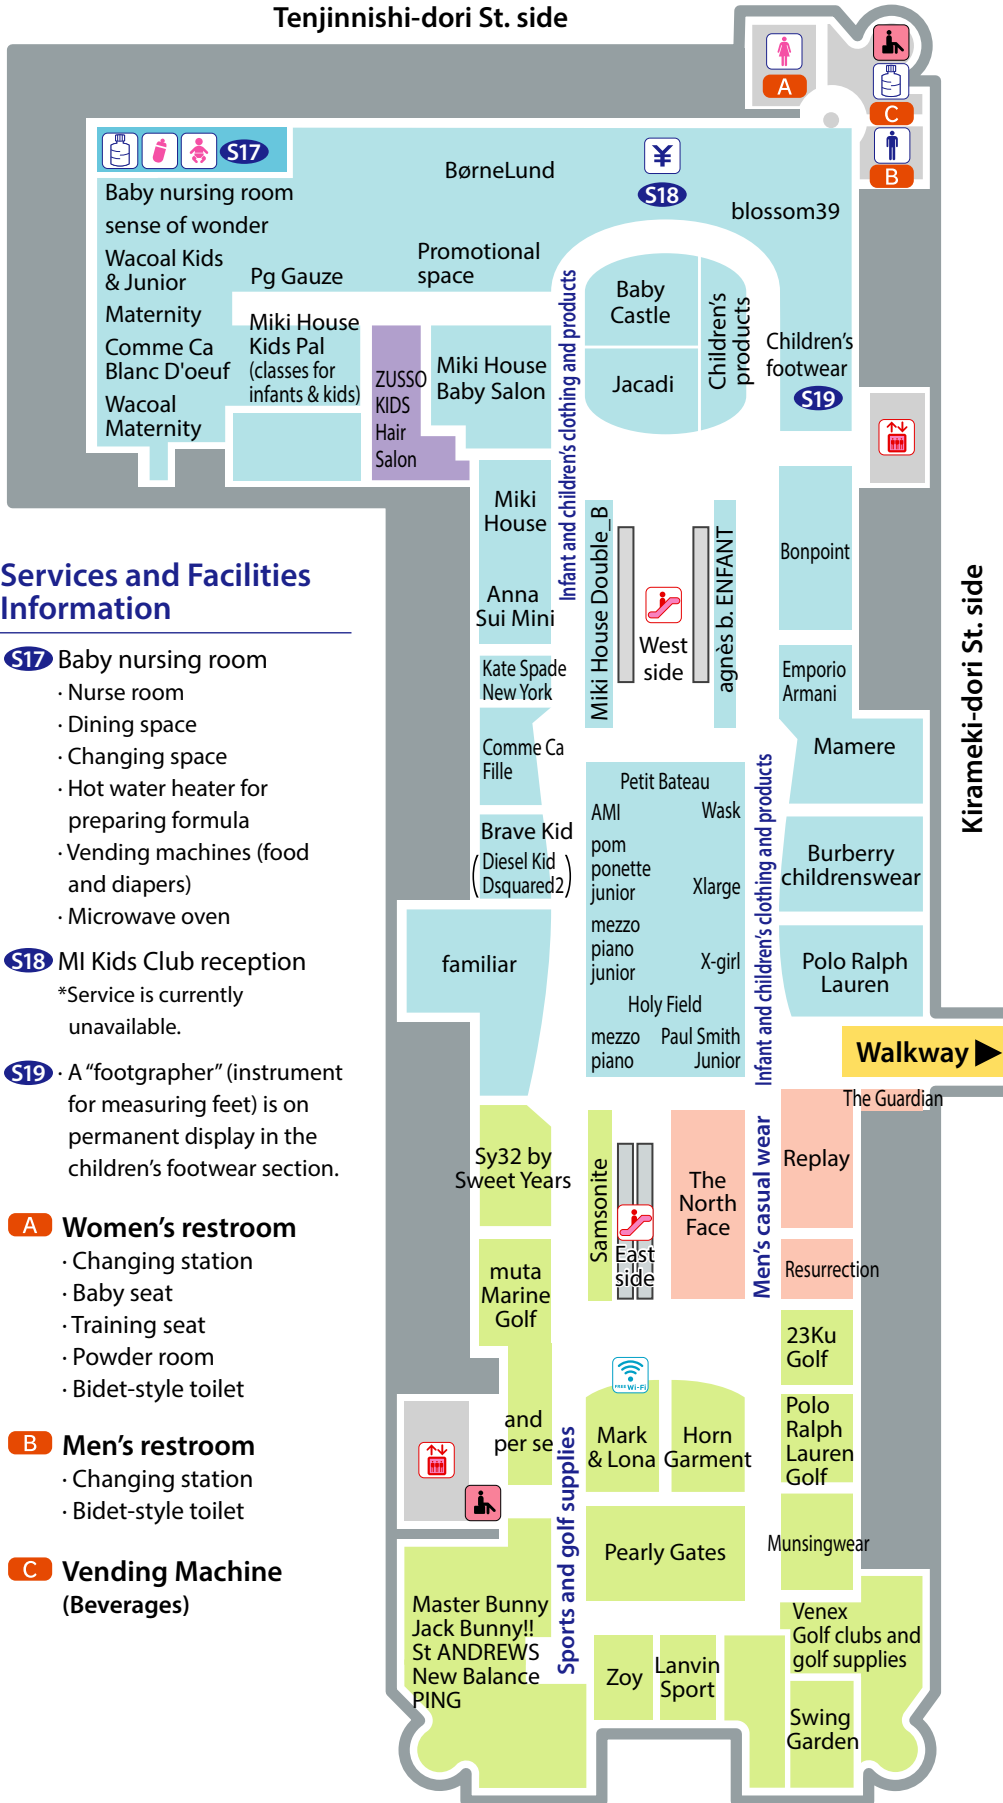 Tenjinnishi-dori St. side
A
C
B
S17
Baby nursing room
sense of wonder
Wacoal Kids
& Junior
Maternity
Comme Ca
Blanc D'oeuf
Wacoal
Maternity
Pg Gauze
BørneLund
Promotional
space
¥
S18
blossom39
Miki House
Kids Pal
(classes for
infants & kids)
ZUSSO
KIDS
Hair
Salon
Miki House
Baby Salon
Infant and children's clothing and products
Baby
Castle
Jacadi
Children's
products
Children's
footwear
S19
Miki
House
Anna
Sui Mini
Miki House Double_B
West
side
agnès b. ENFANT
Bonpoint
Kate Spade
New York
Emporio
Armani
Comme Ca
Fille
Mamere
Kirameki-dori St. side
Brave Kid
(Diesel Kid
Dsquared2)
Petit Bateau
AMI
Wask
pom
ponette
junior
Xlarge
mezzo
piano
junior
X-girl
Holy Field
mezzo
piano
Paul Smith
Junior
Infant and children's clothing and products
Burberry
childrenswear
familiar
Polo Ralph
Lauren
Walkway ▶
The Guardian
Sy32 by
Sweet Years
Samsonite
East
side
The
North
Face
Men's casual wear
Replay
Resurrection
muta
Marine
Golf
23Ku
Golf
FREE Wi-Fi
and
per se
Sports and golf supplies
Mark
& Lona
Horn
Garment
Polo
Ralph
Lauren
Golf
Pearly Gates
Munsingwear
Master Bunny
Jack Bunny!!
St ANDREWS
New Balance
PING
Zoy
Lanvin
Sport
Venex
Golf clubs and
golf supplies
Swing
Garden
Services and Facilities
Information
S17 Baby nursing room
· Nurse room
· Dining space
· Changing space
· Hot water heater for
preparing formula
· Vending machines (food
and diapers)
· Microwave oven
S18 MI Kids Club reception
*Service is currently
unavailable.
S19 · A “footgrapher” (instrument
for measuring feet) is on
permanent display in the
children's footwear section.
A Women's restroom
· Changing station
· Baby seat
· Training seat
· Powder room
· Bidet-style toilet
B Men's restroom
· Changing station
· Bidet-style toilet
C Vending Machine
(Beverages)